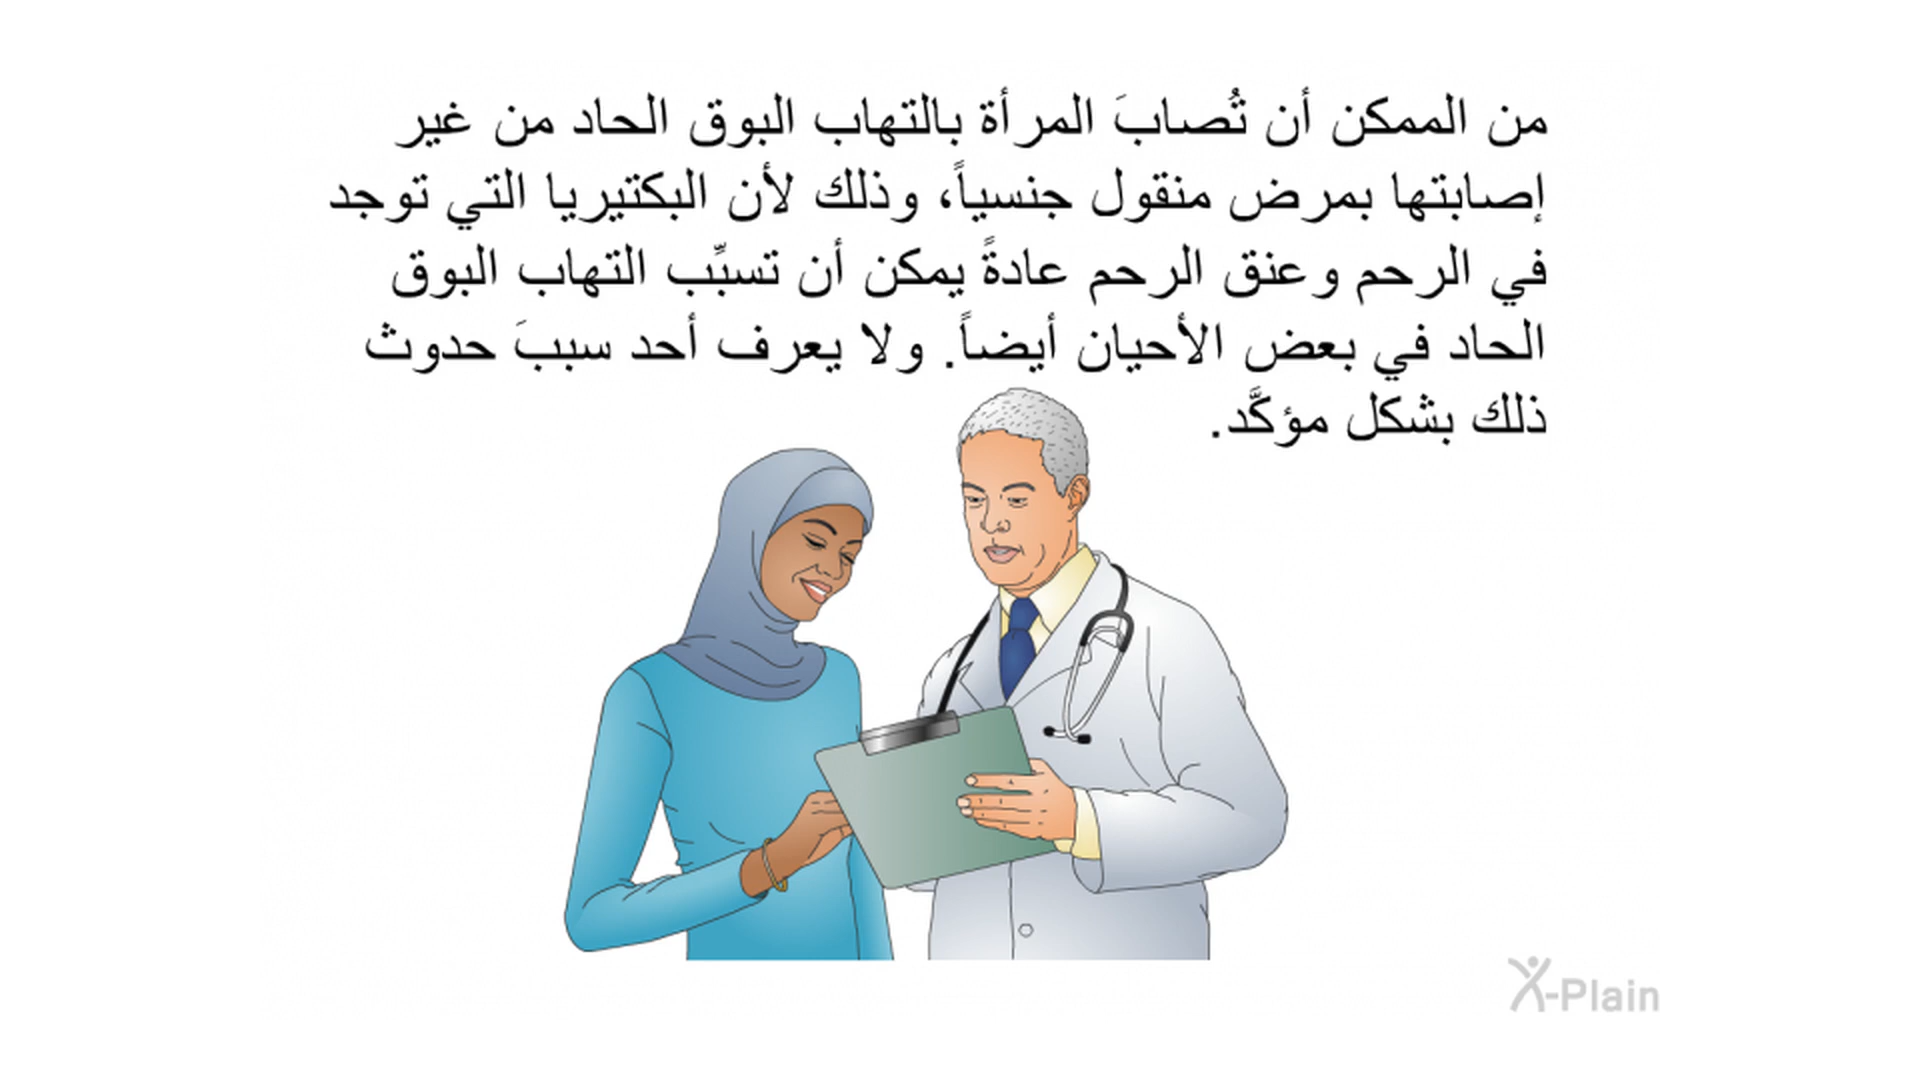 من الممكن أن تُصابَ المرأة بالتهاب البوق الحاد من غير
إصابتها بمرض منقول جنسياً، وذلك لأن البكتيريا التي توجد
في الرحم وعنق الرحم عادةً يمكن أن تسبِّب التهاب البوق
الحاد في بعض الأحيان أيضاً. ولا يعرف أحد سببَ حدوث
ذلك بشكل مؤكَّد.
X-Plain